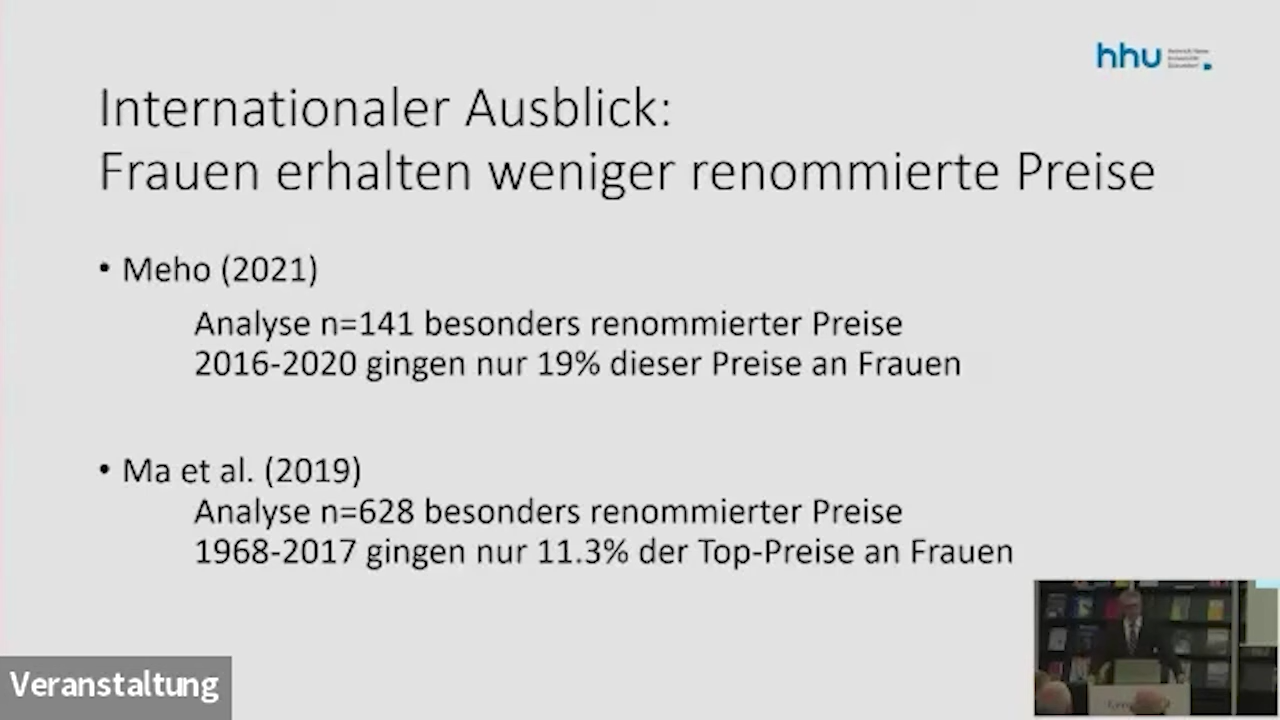 hhu
Internationaler Ausblick:
Frauen erhalten weniger renommierte Preise
• Meho (2021)
Analyse n=141 besonders renommierter Preise
2016-2020 gingen nur 19% dieser Preise an Frauen
• Ma et al. (2019)
Analyse n=628 besonders renommierter Preise
1968-2017 gingen nur 11.3% der Top-Preise an Frauen
Veranstaltung